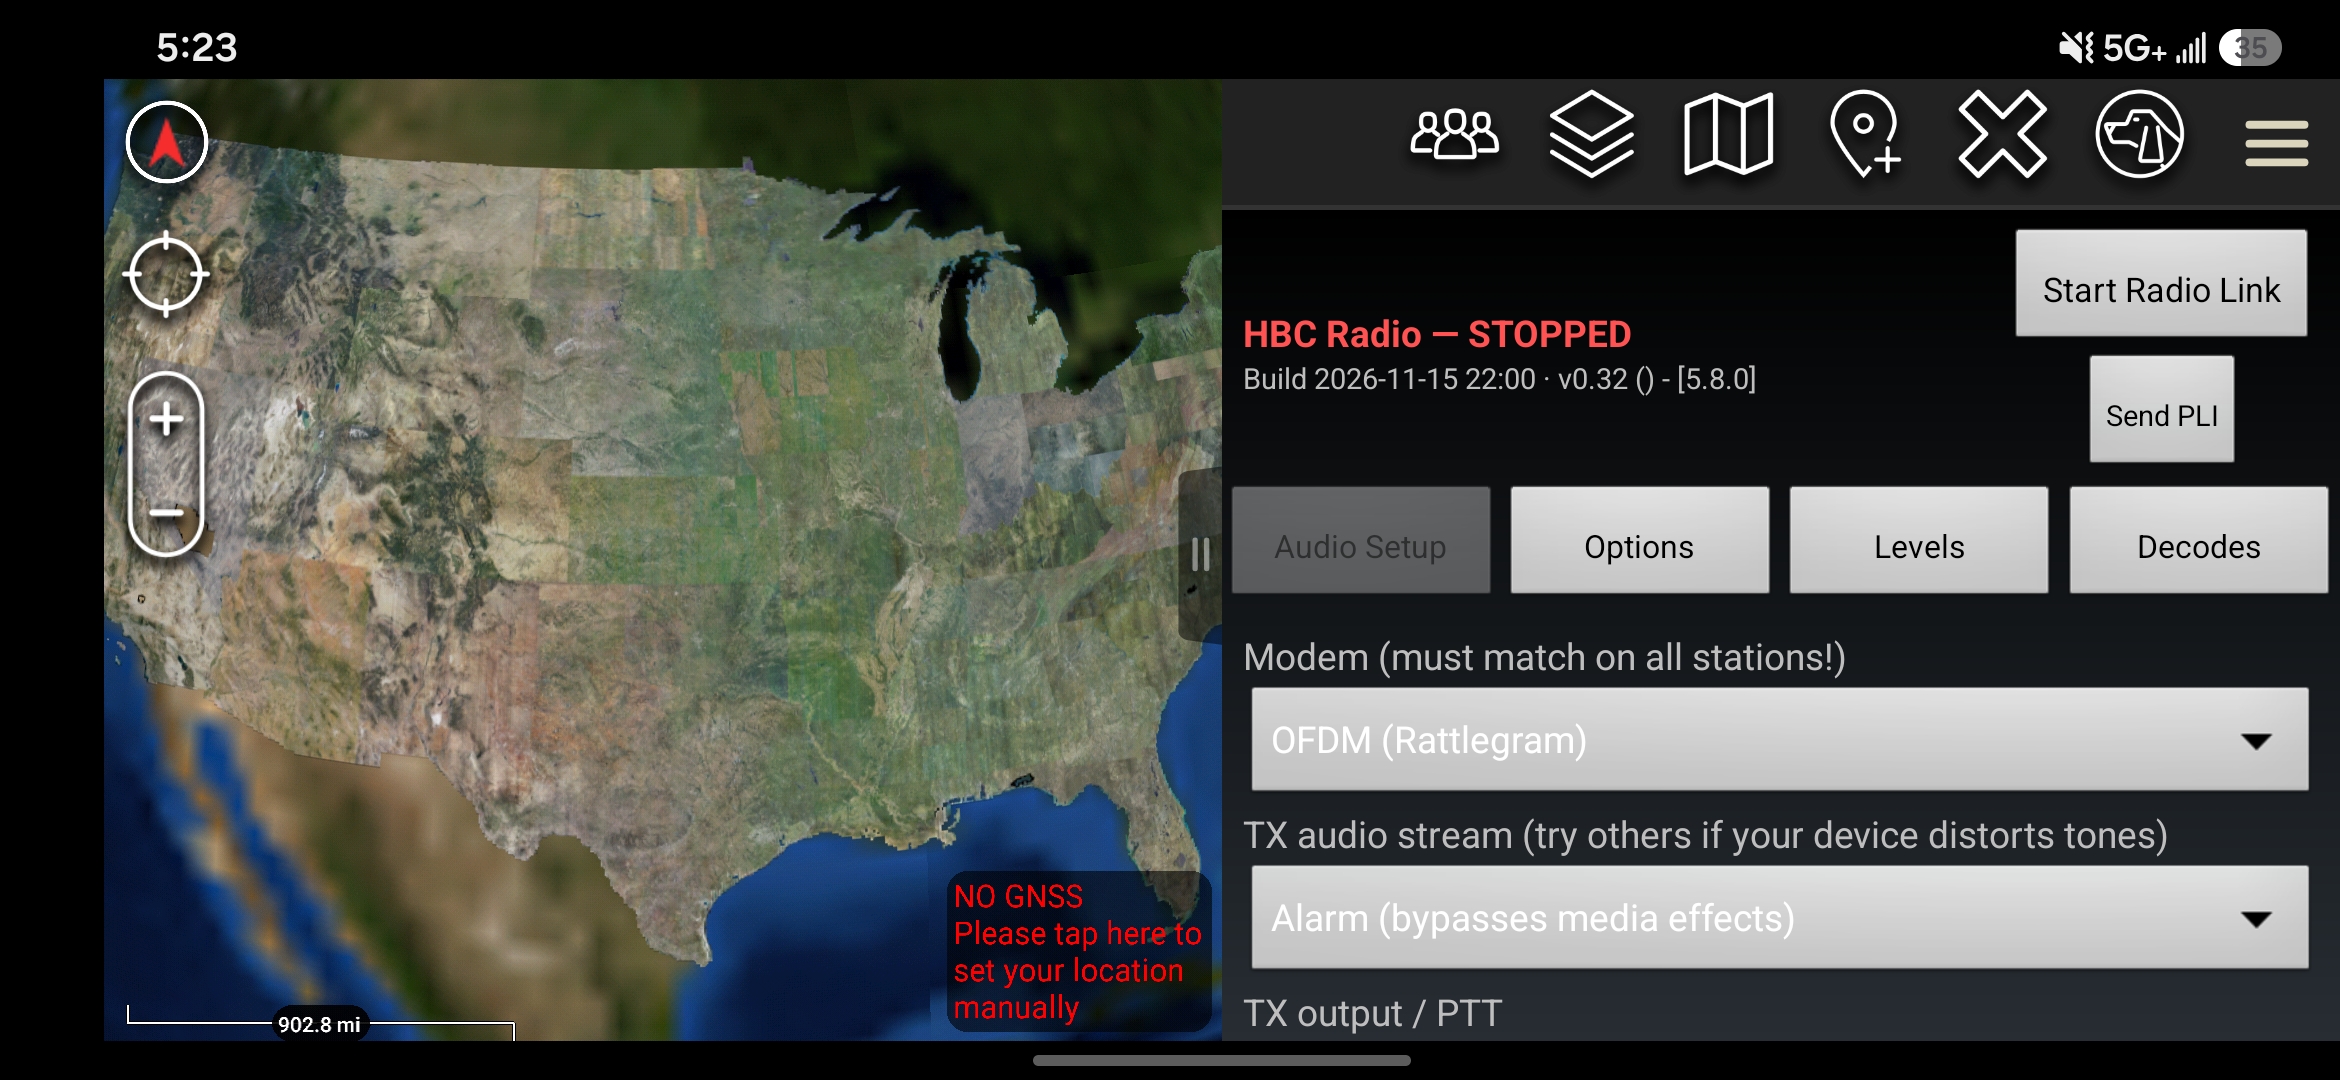 5:23
5G+
35
HBC Radio — STOPPED
Build 2026-11-15 22:00 · v0.32 () - [5.8.0]
Start Radio Link
Send PLI
Audio Setup
Options
Levels
Decodes
Modem (must match on all stations!)
OFDM (Rattlegram)
TX audio stream (try others if your device distorts tones)
Alarm (bypasses media effects)
TX output / PTT
NO GNSS
Please tap here to
set your location
manually
902.8 mi